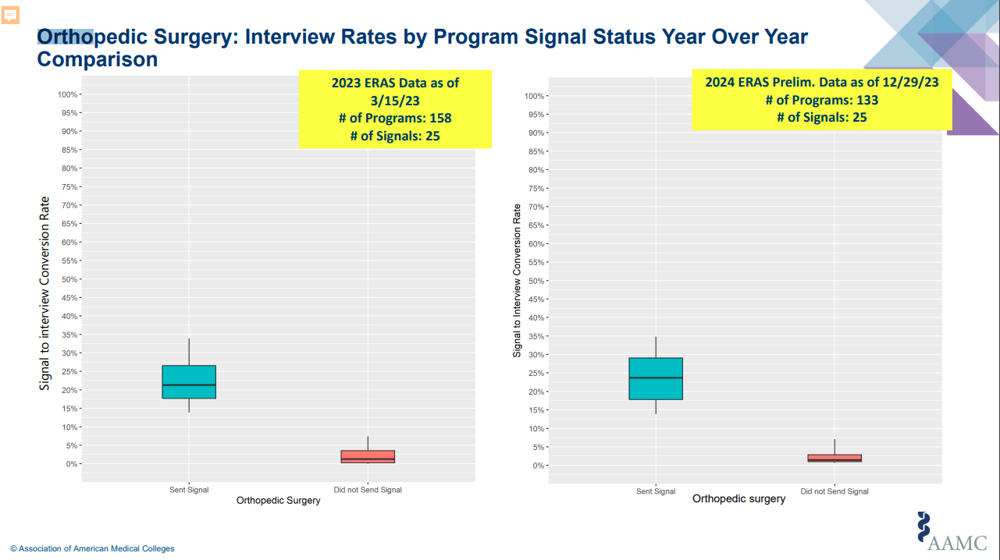 Orthopedic Surgery: Interview Rates by Program Signal Status Year Over Year
Comparison
2023 ERAS Data as of
3/15/23
# of Programs: 158
# of Signals: 25
Signal to interview Conversion Rate
100%
95%
90%
85%
80%
75%
70%
65%
60%
55%
50%
45%
40%
35%
30%
25%
20%
15%
10%
5%
0%
Sent Signal
Did not Send Signal
Orthopedic Surgery
2024 ERAS Prelim. Data as of 12/29/23
# of Programs: 133
# of Signals: 25
Signal to Interview Conversion Rate
100%
95%
90%
85%
80%
75%
70%
65%
60%
55%
50%
45%
40%
35%
30%
25%
20%
15%
10%
5%
0%
Sent Signal
Did not Send Signal
Orthopedic surgery
© Association of American Medical Colleges
AAMC